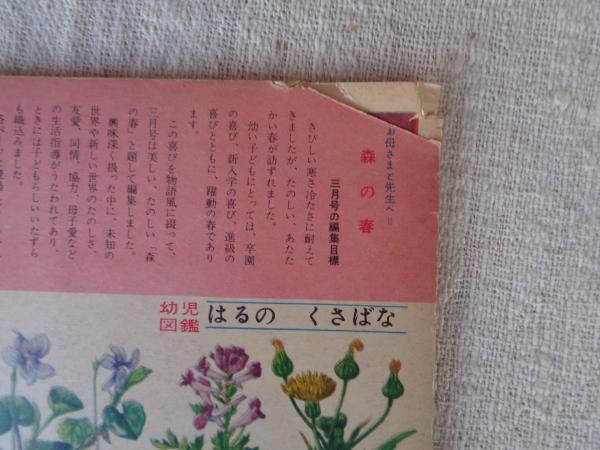 お母さまと先生へ＝
森の春
三月号の編集目標
きびしい寒さ冷たさに耐えて
きましたが、たのしい、あたた
かい春が訪ずれました。
幼い子どもにとっては、卒園
の喜び、新入学の喜び、進級の
喜びとともに、躍動の春であり
ます。
この喜びを物語風に綴って、
三月号は美しい、たのしい「森
の春」と題して編集しました。
興味深く扱った中に、未知の
世界や新しい世界のたのしさ、
友愛、同情、協力、母子愛など
の生活指導がうたわれてあり、
ときには子どもらしいいたずら
も織込みました。
幼児図鑑
はるの　くさばな